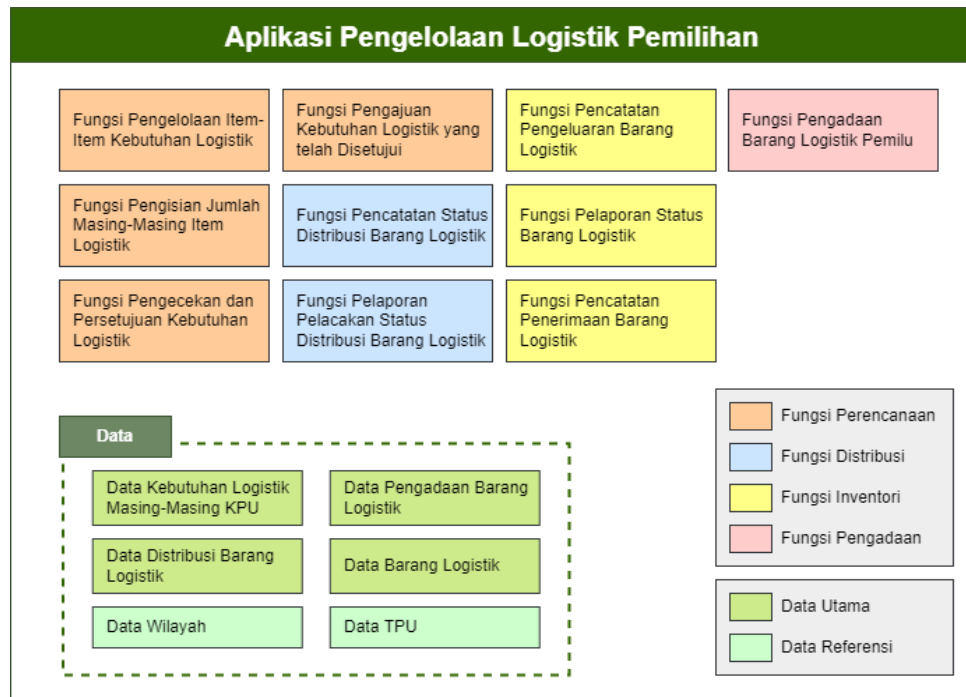 Aplikasi Pengelolaan Logistik Pemilihan
Fungsi Pengelolaan Item-
Item Kebutuhan Logistik
Fungsi Pengajuan
Kebutuhan Logistik yang
telah Disetujui
Fungsi Pencatatan
Pengeluaran Barang
Logistik
Fungsi Pengadaan
Barang Logistik Pemilu
Fungsi Pengisian Jumlah
Masing-Masing Item
Logistik
Fungsi Pencatatan Status
Distribusi Barang Logistik
Fungsi Pelaporan Status
Barang Logistik
Fungsi Pengecekan dan
Persetujuan Kebutuhan
Logistik
Fungsi Pelaporan
Pelacakan Status
Distribusi Barang Logistik
Fungsi Pencatatan
Penerimaan Barang
Logistik
Data
Data Kebutuhan Logistik
Masing-Masing KPU
Data Pengadaan Barang
Logistik
Data Distribusi Barang
Logistik
Data Barang Logistik
Data Wilayah
Data TPU
Fungsi Perencanaan
Fungsi Distribusi
Fungsi Inventori
Fungsi Pengadaan
Data Utama
Data Referensi